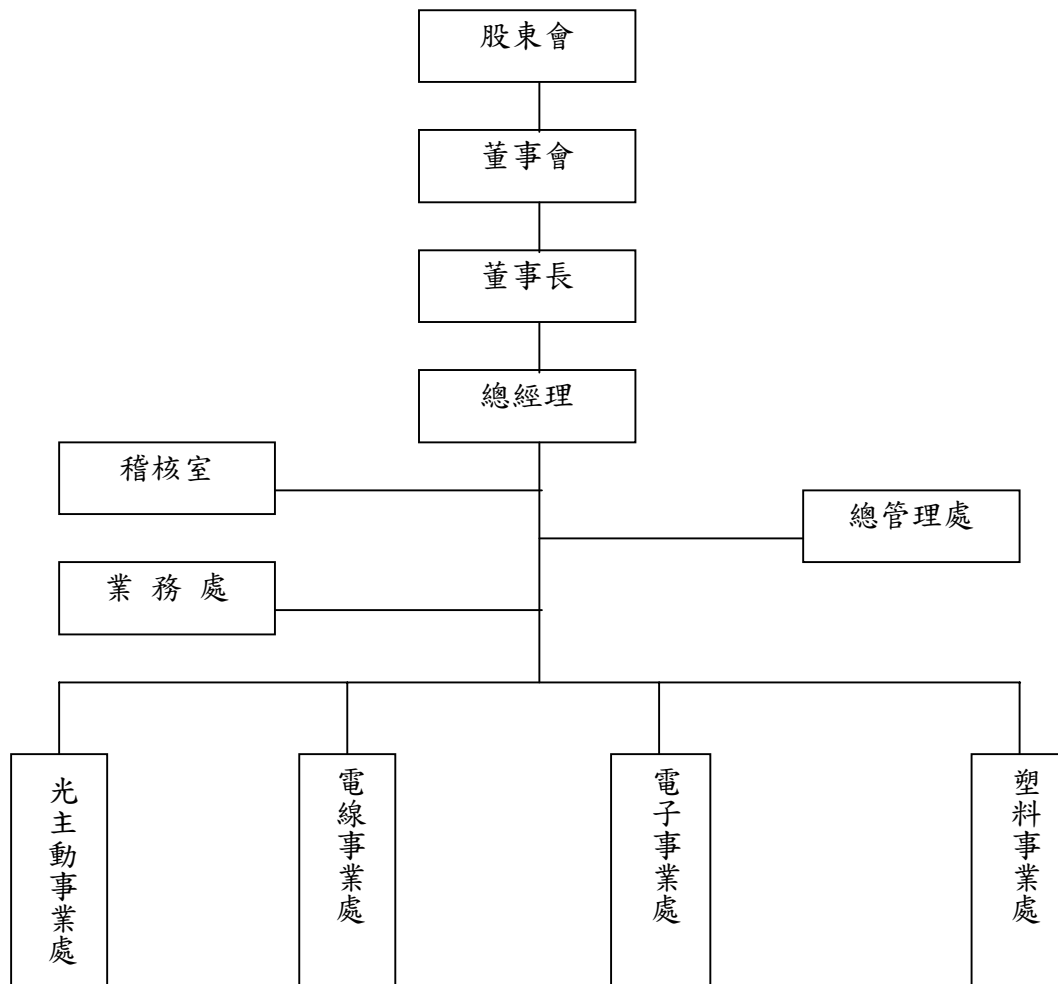 股東會
董事會
董事長
總經理
稽核室
總管理處
業 務 處
光主動事業處
電線事業處
電子事業處
塑料事業處